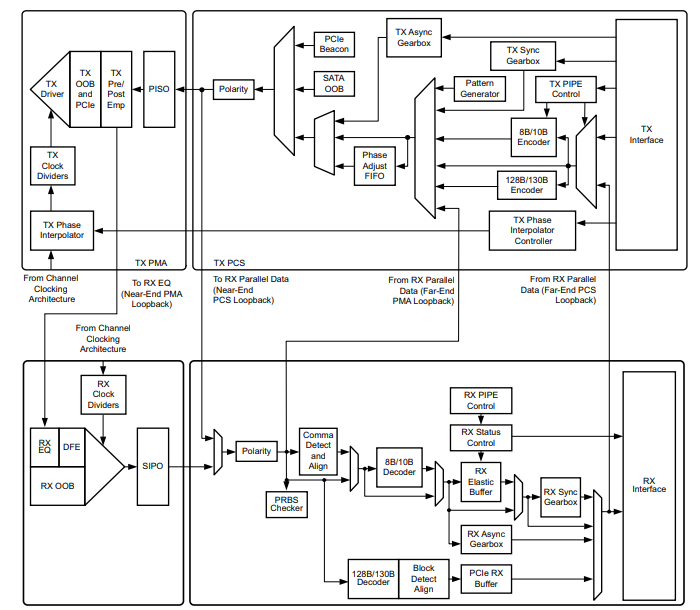 TX
Driver
TX
OOB
and
PCIe
TX
Pre/
Post
Emp
PISO
TX
Clock
Dividers
TX Phase
Interpolator
TX PMA
Polarity
PCIe
Beacon
SATA
OOB
TX Async
Gearbox
TX Sync
Gearbox
Pattern
Generator
TX PIPE
Control
8B/10B
Encoder
128B/130B
Encoder
Phase
Adjust
FIFO
TX Phase
Interpolator
Controller
TX
Interface
TX PCS
From Channel
Clocking
Architecture
To RX EQ
(Near-End PMA
Loopback)
To RX Parallel Data
(Near-End
PCS Loopback)
From RX Parallel
Data (Far-End
PMA Loopback)
From RX Parallel
Data (Far-End PCS
Loopback)
From Channel
Clocking
Architecture
RX
Clock
Dividers
RX
EQ
DFE
RX OOB
SIPO
Polarity
PRBS
Checker
Comma
Detect
and
Align
8B/10B
Decoder
RX PIPE
Control
RX Status
Control
RX
Elastic
Buffer
RX Sync
Gearbox
RX Async
Gearbox
128B/130B
Decoder
Block
Detect
Align
PCIe RX
Buffer
RX
Interface